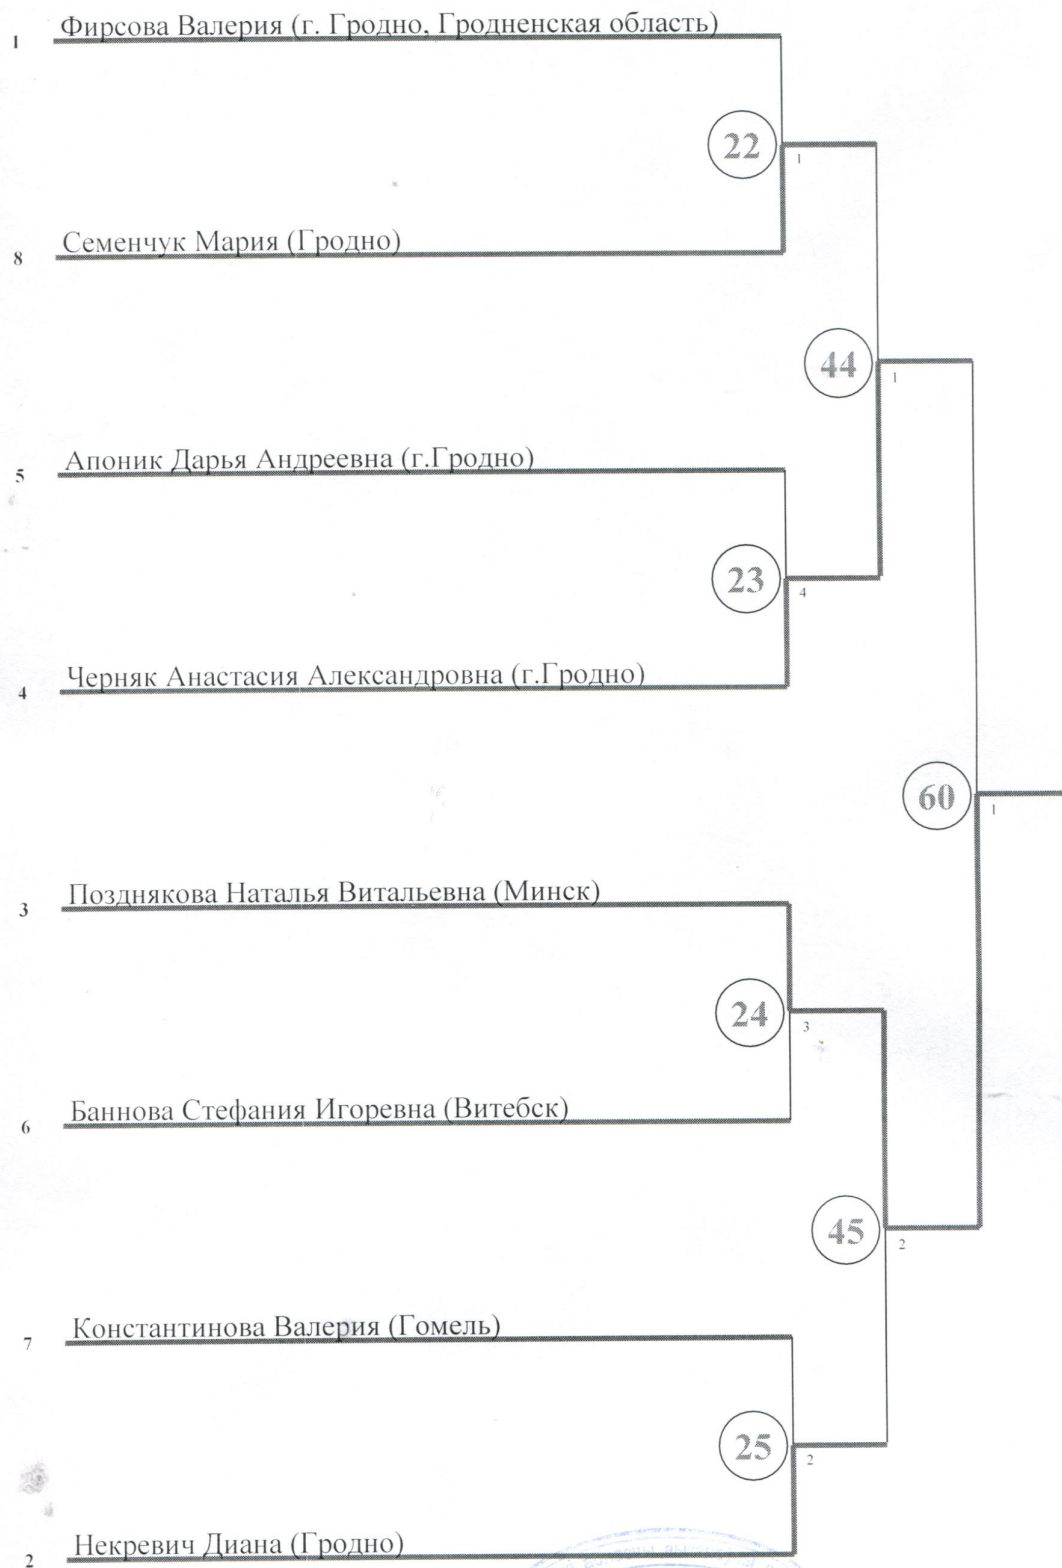 1 Фирсова Валерия (г. Гродно, Гродненская область)
22
1
8 Семенчук Мария (Гродно)
44
1
5 Апоник Дарья Андреевна (г.Гродно)
23
4
4 Черняк Анастасия Александровна (г.Гродно)
60
1
3 Позднякова Наталья Витальевна (Минск)
24
3
6 Баннова Стефания Игоревна (Витебск)
45
2
7 Константинова Валерия (Гомель)
25
2
2 Некревич Диана (Гродно)